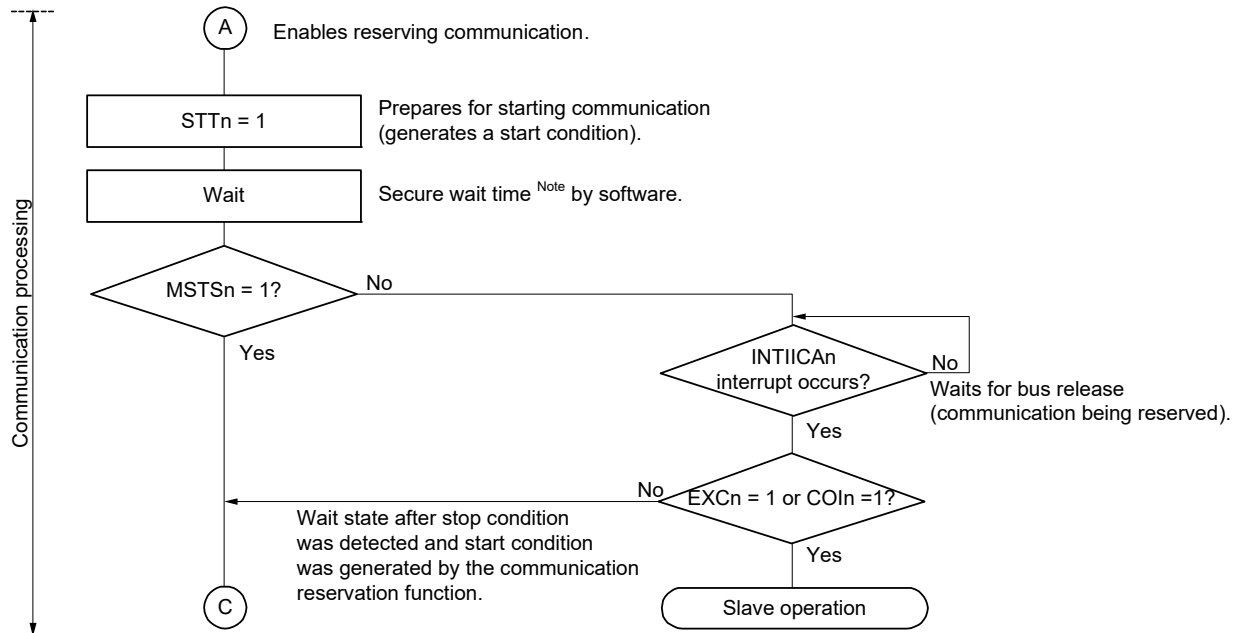 A
Enables reserving communication.
STTn = 1
Prepares for starting communication
(generates a start condition).
Wait
Secure wait time Note by software.
MSTSn = 1?
No
Yes
INTIICAn
interrupt occurs?
No
Waits for bus release
(communication being reserved).
Yes
EXCn = 1 or COIn =1?
No
Wait state after stop condition
was detected and start condition
was generated by the communication
reservation function.
Yes
C
Slave operation
Communication processing